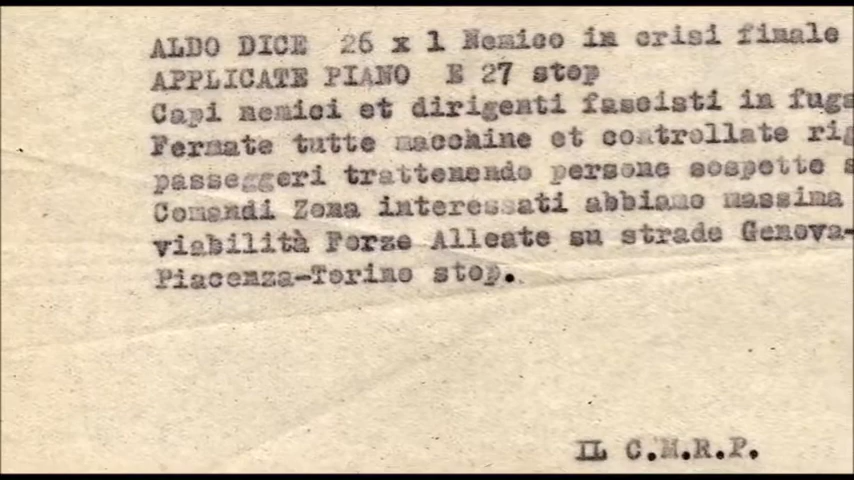 ALDO DICE 26 x 1 Nemico in crisi finale
APPLICATE PIANO E 27 stop
Capi nemici et dirigenti fascisti in fuga
Fermate tutte macchine et controllate rig
passeggeri trattenendo persone sospette s
Comandi Zona interessati abbiano massima
viabilità Forze Alleate su strade Genova-
Piacenza-Torino stop.
IL C.M.R.P.